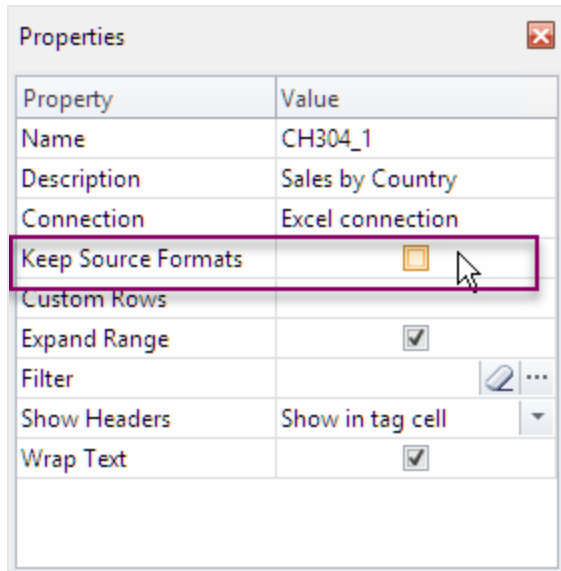 Properties
Property Value
Name CH304_1
Description Sales by Country
Connection Excel connection
Keep Source Formats
Custom Rows
Expand Range
Filter ...
Show Headers Show in tag cell
Wrap Text